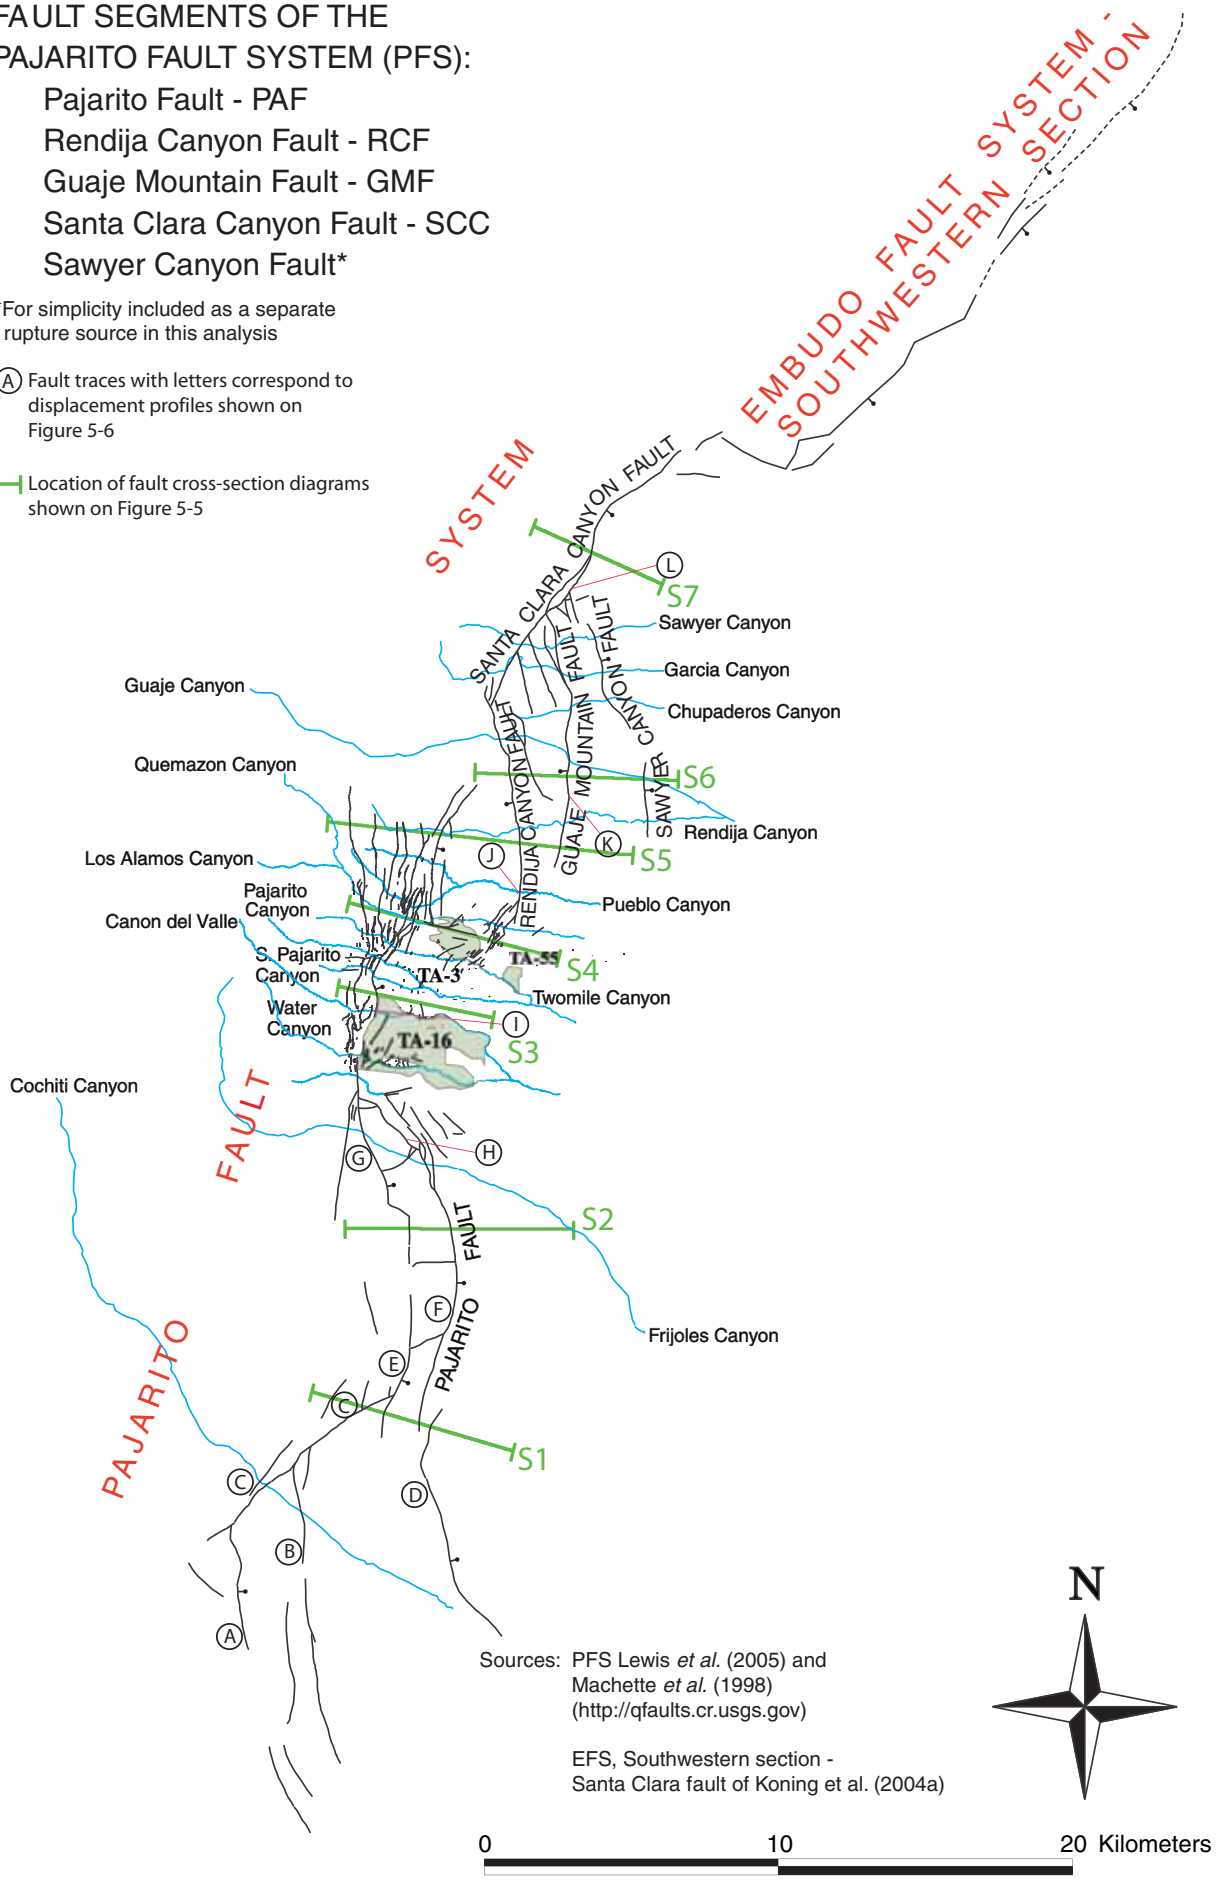 FAULT SEGMENTS OF THE
PAJARITO FAULT SYSTEM (PFS):
Pajarito Fault - PAF
Rendija Canyon Fault - RCF
Guaje Mountain Fault - GMF
Santa Clara Canyon Fault - SCC
Sawyer Canyon Fault*
*For simplicity included as a separate
rupture source in this analysis
A Fault traces with letters correspond to
displacement profiles shown on
Figure 5-6
Location of fault cross-section diagrams
shown on Figure 5-5
EMBUDO FAULT SYSTEM -
SOUTHWESTERN SECTION
SYSTEM
SANTA CLARA CANYON FAULT
L
S7
Sawyer Canyon
Garcia Canyon
Chupaderos Canyon
Guaje Canyon
Quemazon Canyon
RENDIJA CANYON FAULT
GUAJE MOUNTAIN FAULT
SAWYER CANYON FAULT
S6
Rendija Canyon
K
S5
J
Los Alamos Canyon
Pajarito
Canyon
Canon del Valle
Pueblo Canyon
S. Pajarito
Canyon
TA-3
TA-55
S4
Twomile Canyon
Water
Canyon
TA-16
I
S3
Cochiti Canyon
FAULT
G
H
S2
PAJARITO FAULT
F
Frijoles Canyon
E
C
S1
PAJARITO
C
D
B
A
N
Sources: PFS Lewis et al. (2005) and
Machette et al. (1998)
(http://qfaults.cr.usgs.gov)
EFS, Southwestern section -
Santa Clara fault of Koning et al. (2004a)
0 10 20 Kilometers